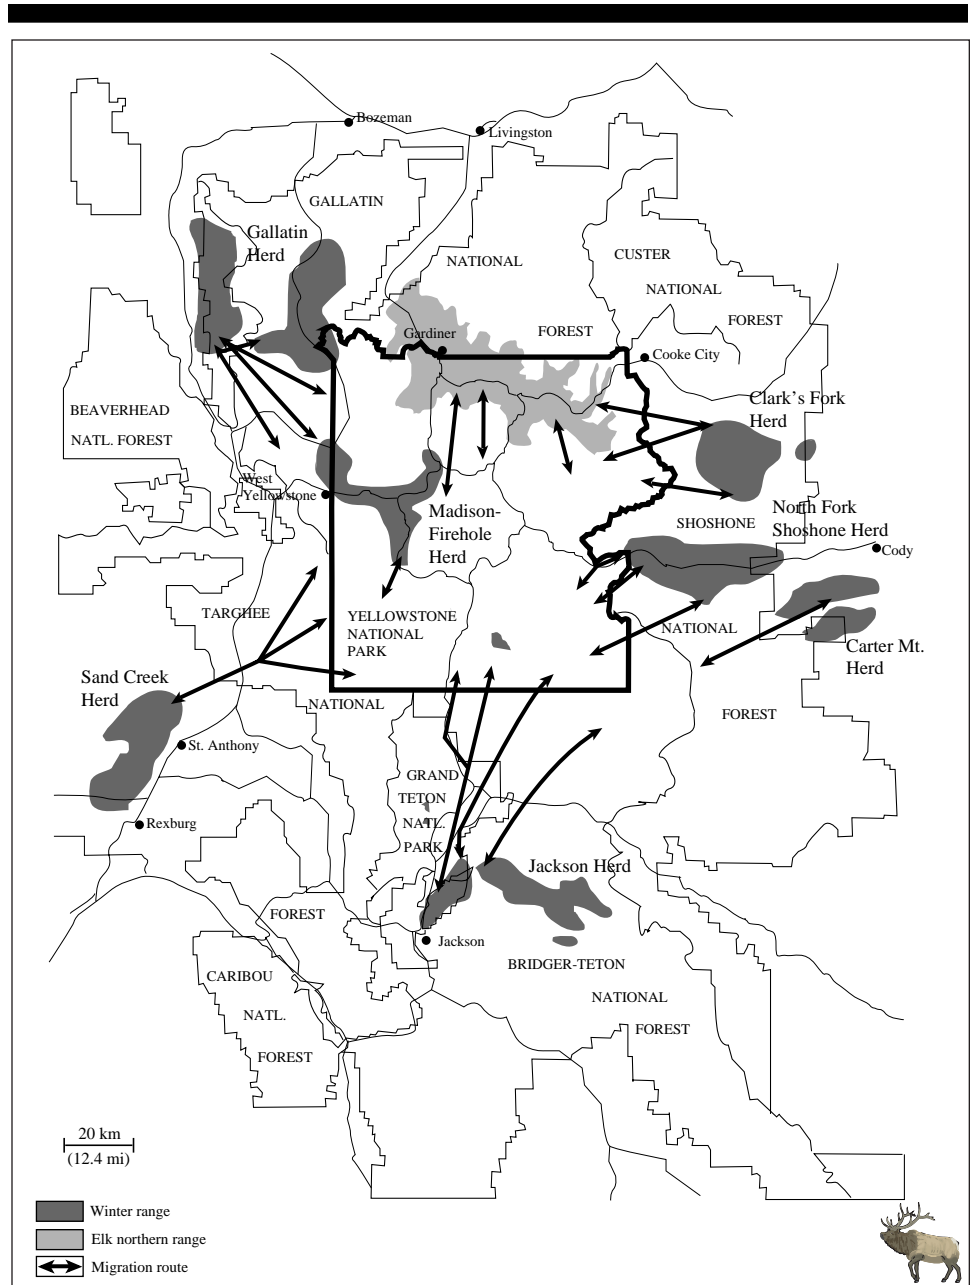 Bozeman
Livingston
GALLATIN
Gallatin
Herd
NATIONAL
CUSTER
NATIONAL
FOREST
Gardiner
FOREST
Cooke City
BEAVERHEAD
NATL. FOREST
Clark's Fork
Herd
West
Yellowstone
Madison-
Firehole
Herd
SHOSHONE
North Fork
Shoshone Herd
Cody
TARGHEE
YELLOWSTONE
NATIONAL
PARK
NATIONAL
Carter Mt.
Herd
Sand Creek
Herd
NATIONAL
FOREST
St. Anthony
GRAND
TETON
NATL.
PARK
Rexburg
Jackson Herd
FOREST
Jackson
BRIDGER-TETON
NATIONAL
FOREST
CARIBOU
NATL.
FOREST
20 km
(12.4 mi)
Winter range
Elk northern range
Migration route